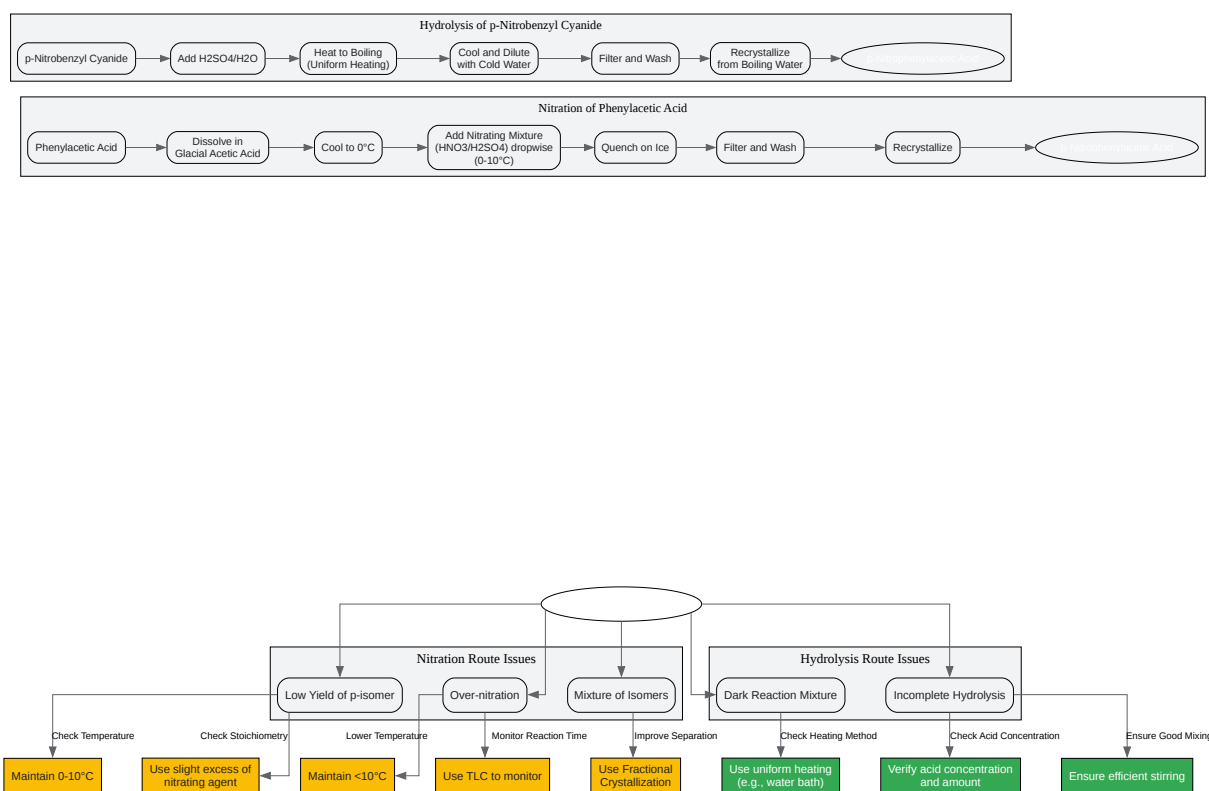 Hydrolysis of p-Nitrobenzyl Cyanide
p-Nitrobenzyl Cyanide
Add H2SO4/H2O
Heat to Boiling
(Uniform Heating)
Cool and Dilute
with Cold Water
Filter and Wash
Recrystallize
from Boiling Water
p-Nitrophenylacetic Acid
Nitration of Phenylacetic Acid
Phenylacetic Acid
Dissolve in
Glacial Acetic Acid
Cool to 0°C
Add Nitrating Mixture
(HNO3/H2SO4) dropwise
(0-10°C)
Quench on Ice
Filter and Wash
Recrystallize
p-Nitrophenylacetic Acid
Nitration Route Issues
Hydrolysis Route Issues
Low Yield of p-isomer
Over-nitration
Mixture of Isomers
Dark Reaction Mixture
Incomplete Hydrolysis
Check Temperature
Check Stoichiometry
Lower Temperature
Monitor Reaction Time
Improve Separation
Check Heating Method
Check Acid Concentration
Ensure Good Mixing
Maintain 0-10°C
Use slight excess of
nitrating agent
Maintain <10°C
Use TLC to monitor
Use Fractional
Crystallization
Use uniform heating
(e.g., water bath)
Verify acid concentration
and amount
Ensure efficient stirring